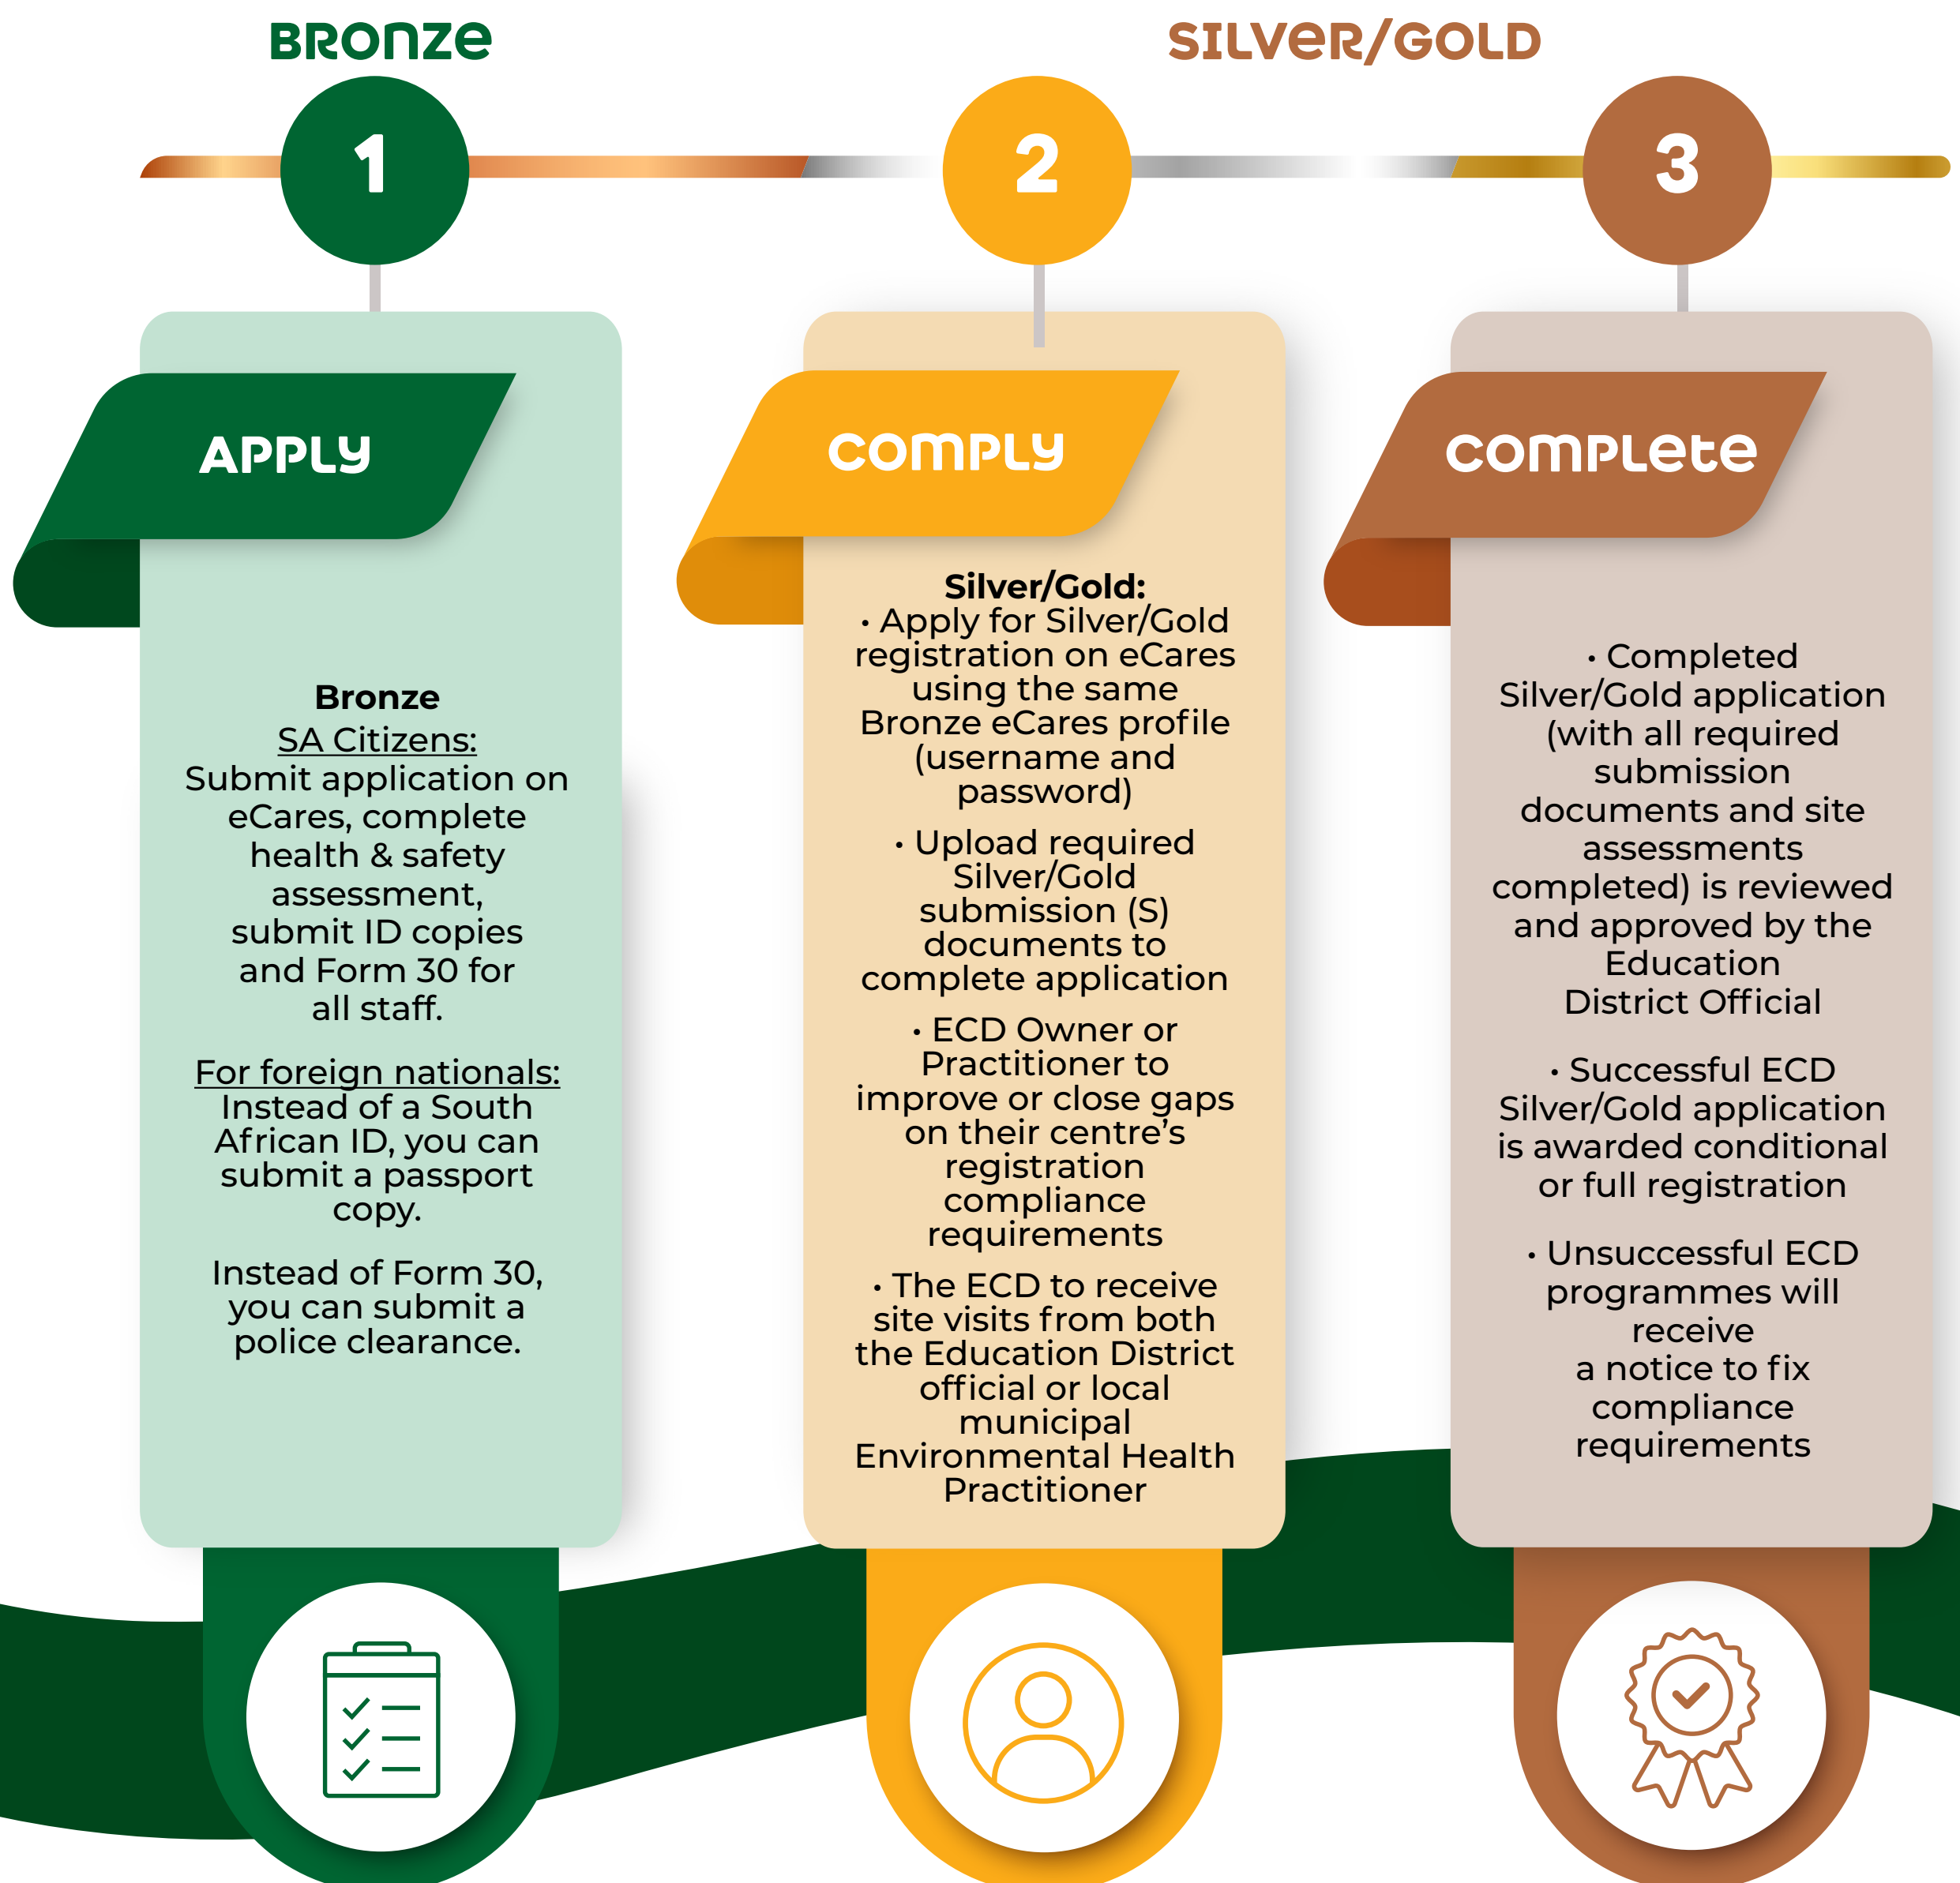 BRONZE
SILVER/GOLD
1
2
3
APPLY
Bronze
SA Citizens:
Submit application on
eCares, complete
health & safety
assessment,
submit ID copies
and Form 30 for
all staff.
For foreign nationals:
Instead of a South
African ID, you can
submit a passport
copy.
Instead of Form 30,
you can submit a
police clearance.
COMPLY
Silver/Gold:
• Apply for Silver/Gold
registration on eCares
using the same
Bronze eCares profile
(username and
password)
• Upload required
Silver/Gold
submission (S)
documents to
complete application
• ECD Owner or
Practitioner to
improve or close gaps
on their centre’s
registration
compliance
requirements
• The ECD to receive
site visits from both
the Education District
official or local
municipal
Environmental Health
Practitioner
COMPLETE
• Completed
Silver/Gold application
(with all required
submission
documents and site
assessments
completed) is reviewed
and approved by the
Education
District Official
• Successful ECD
Silver/Gold application
is awarded conditional
or full registration
• Unsuccessful ECD
programmes will
receive
a notice to fix
compliance
requirements